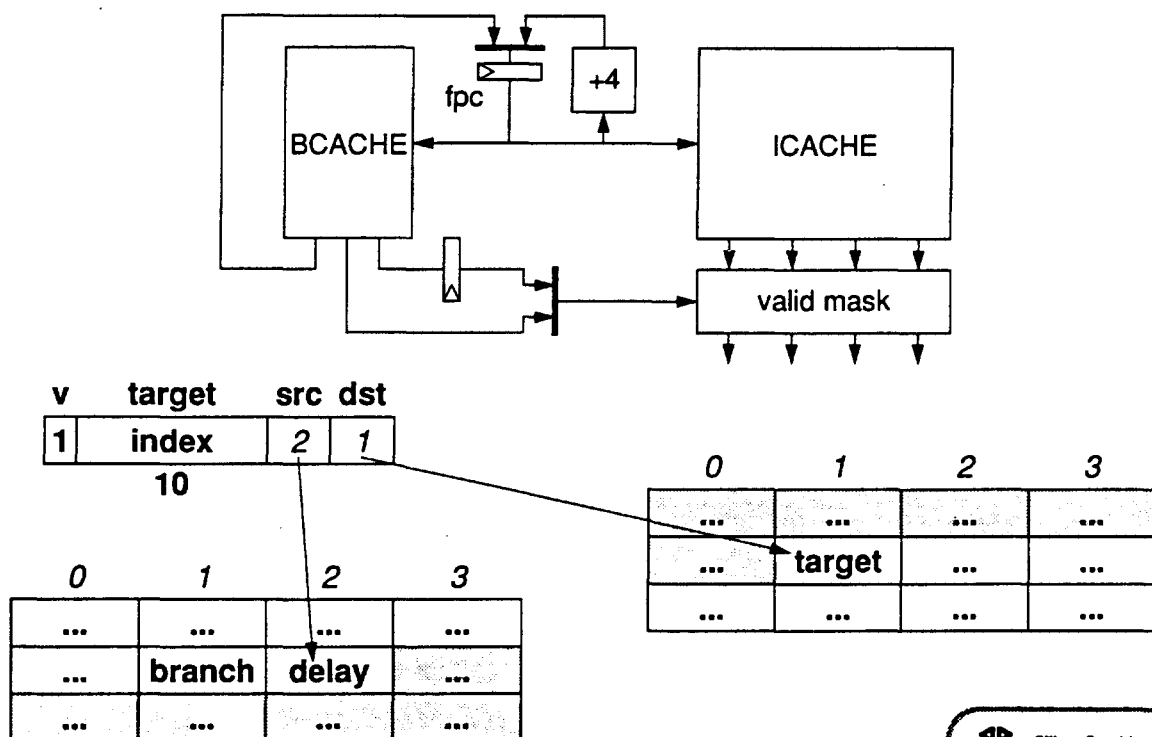 fpc
+4
BCACHE
ICACHE
valid mask
v target src dst
1 index 2 1
10
0 1 2 3
... ... ... ...
... target ... ...
... ... ... ...
0 1 2 3
... ... ... ...
... branch delay ...
... ... ... ...